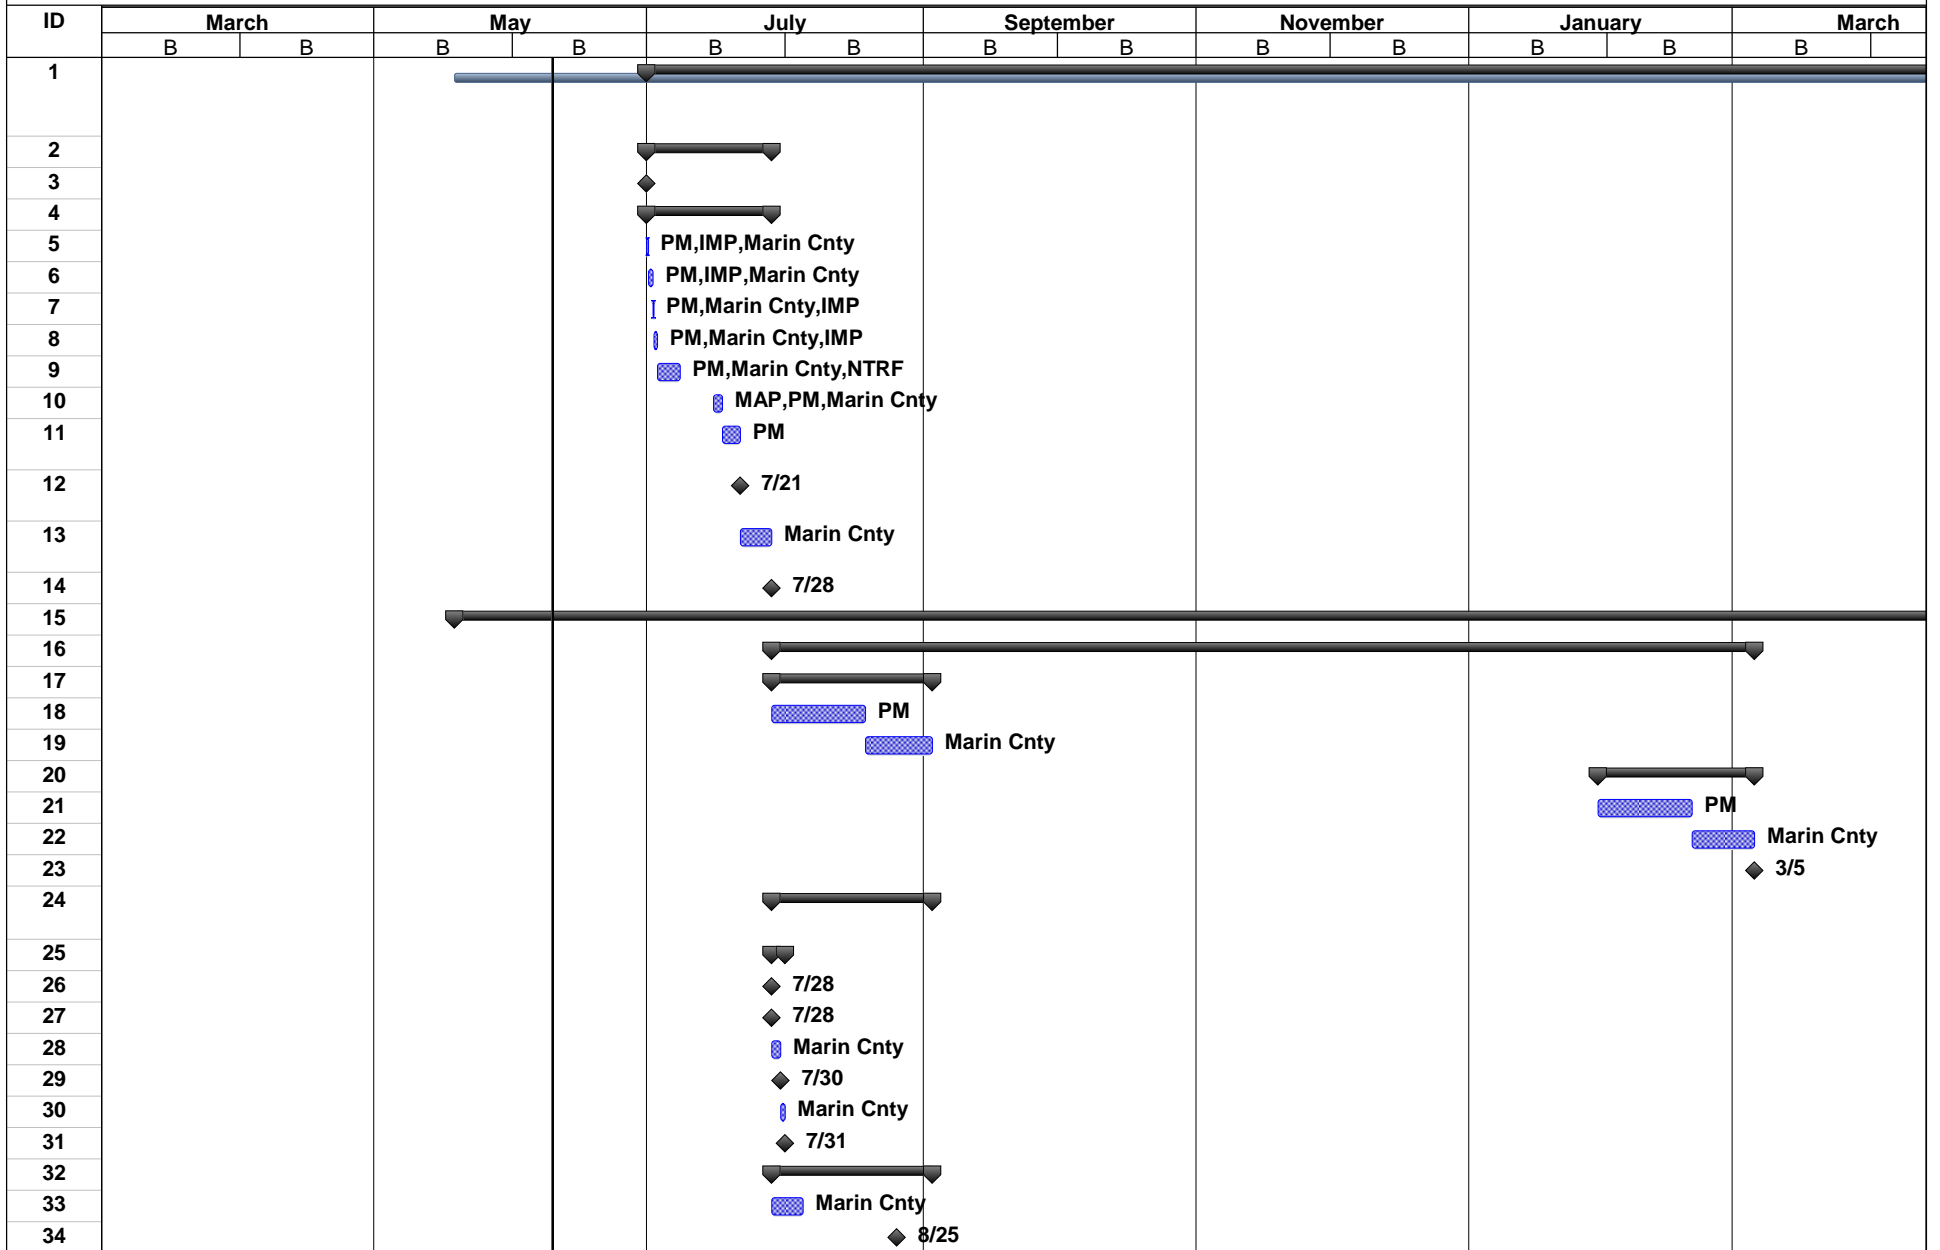 ID March May July September November January March
B B B B B B B B B B B B B
1
2
3
4
5 PM,IMP,Marin Cnty
6 PM,IMP,Marin Cnty
7 PM,Marin Cnty,IMP
8 PM,Marin Cnty,IMP
9 PM,Marin Cnty,NTRF
10 MAP,PM,Marin Cnty
11 PM
12 7/21
13 Marin Cnty
14 7/28
15
16
17
18 PM
19 Marin Cnty
20
21 PM
22 Marin Cnty
23 3/5
24
25
26 7/28
27 7/28
28 Marin Cnty
29 7/30
30 Marin Cnty
31 7/31
32
33 Marin Cnty
34 8/25